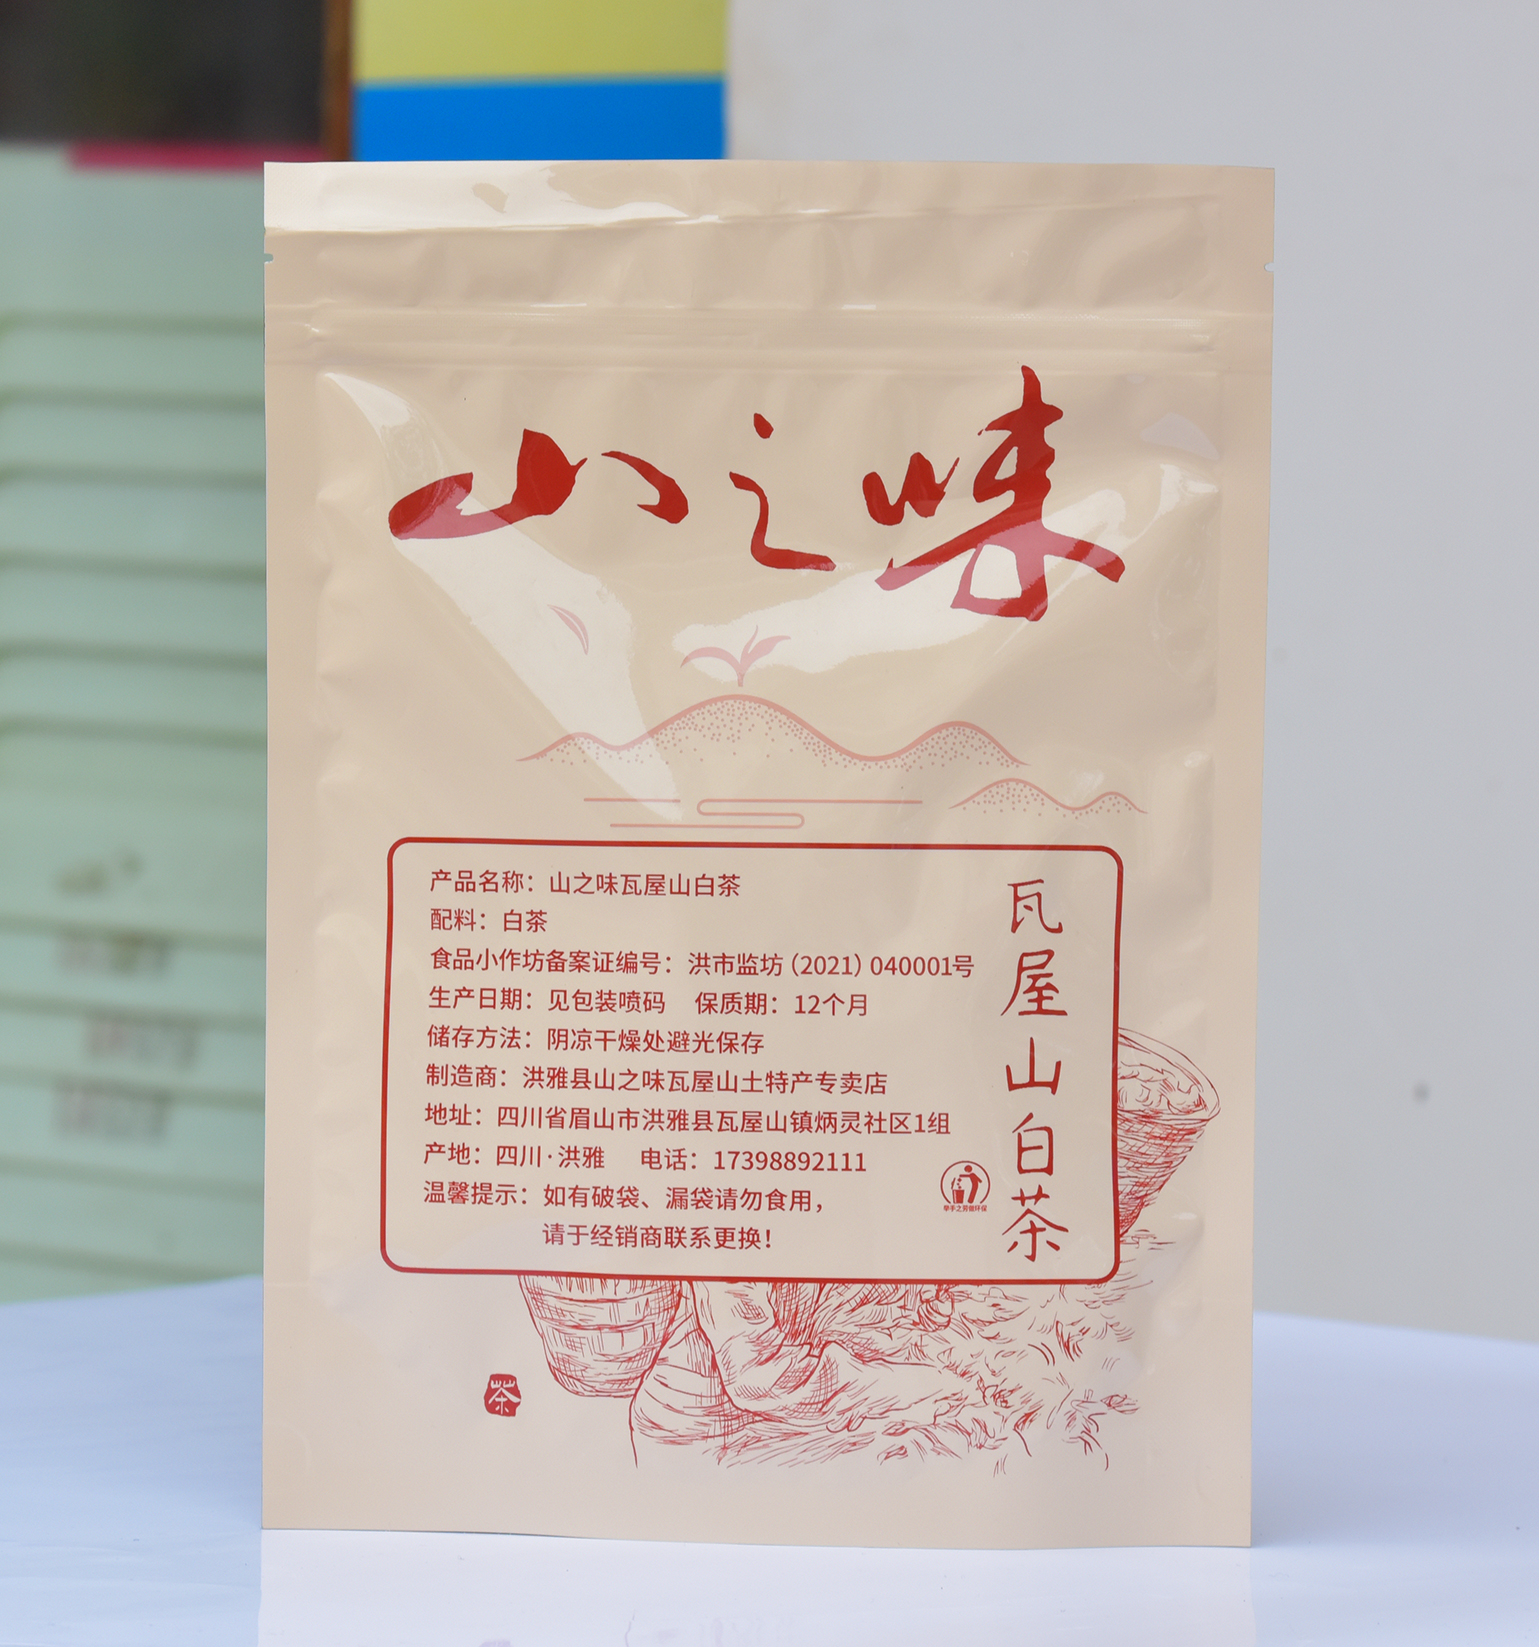 山之味
产品名称：山之味瓦屋山白茶
配料：白茶
食品小作坊备案证编号：洪市监坊（2021）040001号
生产日期：见包装喷码 保质期：12个月
储存方法：阴凉干燥处避光保存
制造商：洪雅县山之味瓦屋山土特产专卖店
地址：四川省眉山市洪雅县瓦屋山镇炳灵社区1组
产地：四川·洪雅 电话：17398892111
温馨提示：如有破袋、漏袋请勿食用，
请于经销商联系更换！
瓦屋山白茶
举手之劳做环保
茶